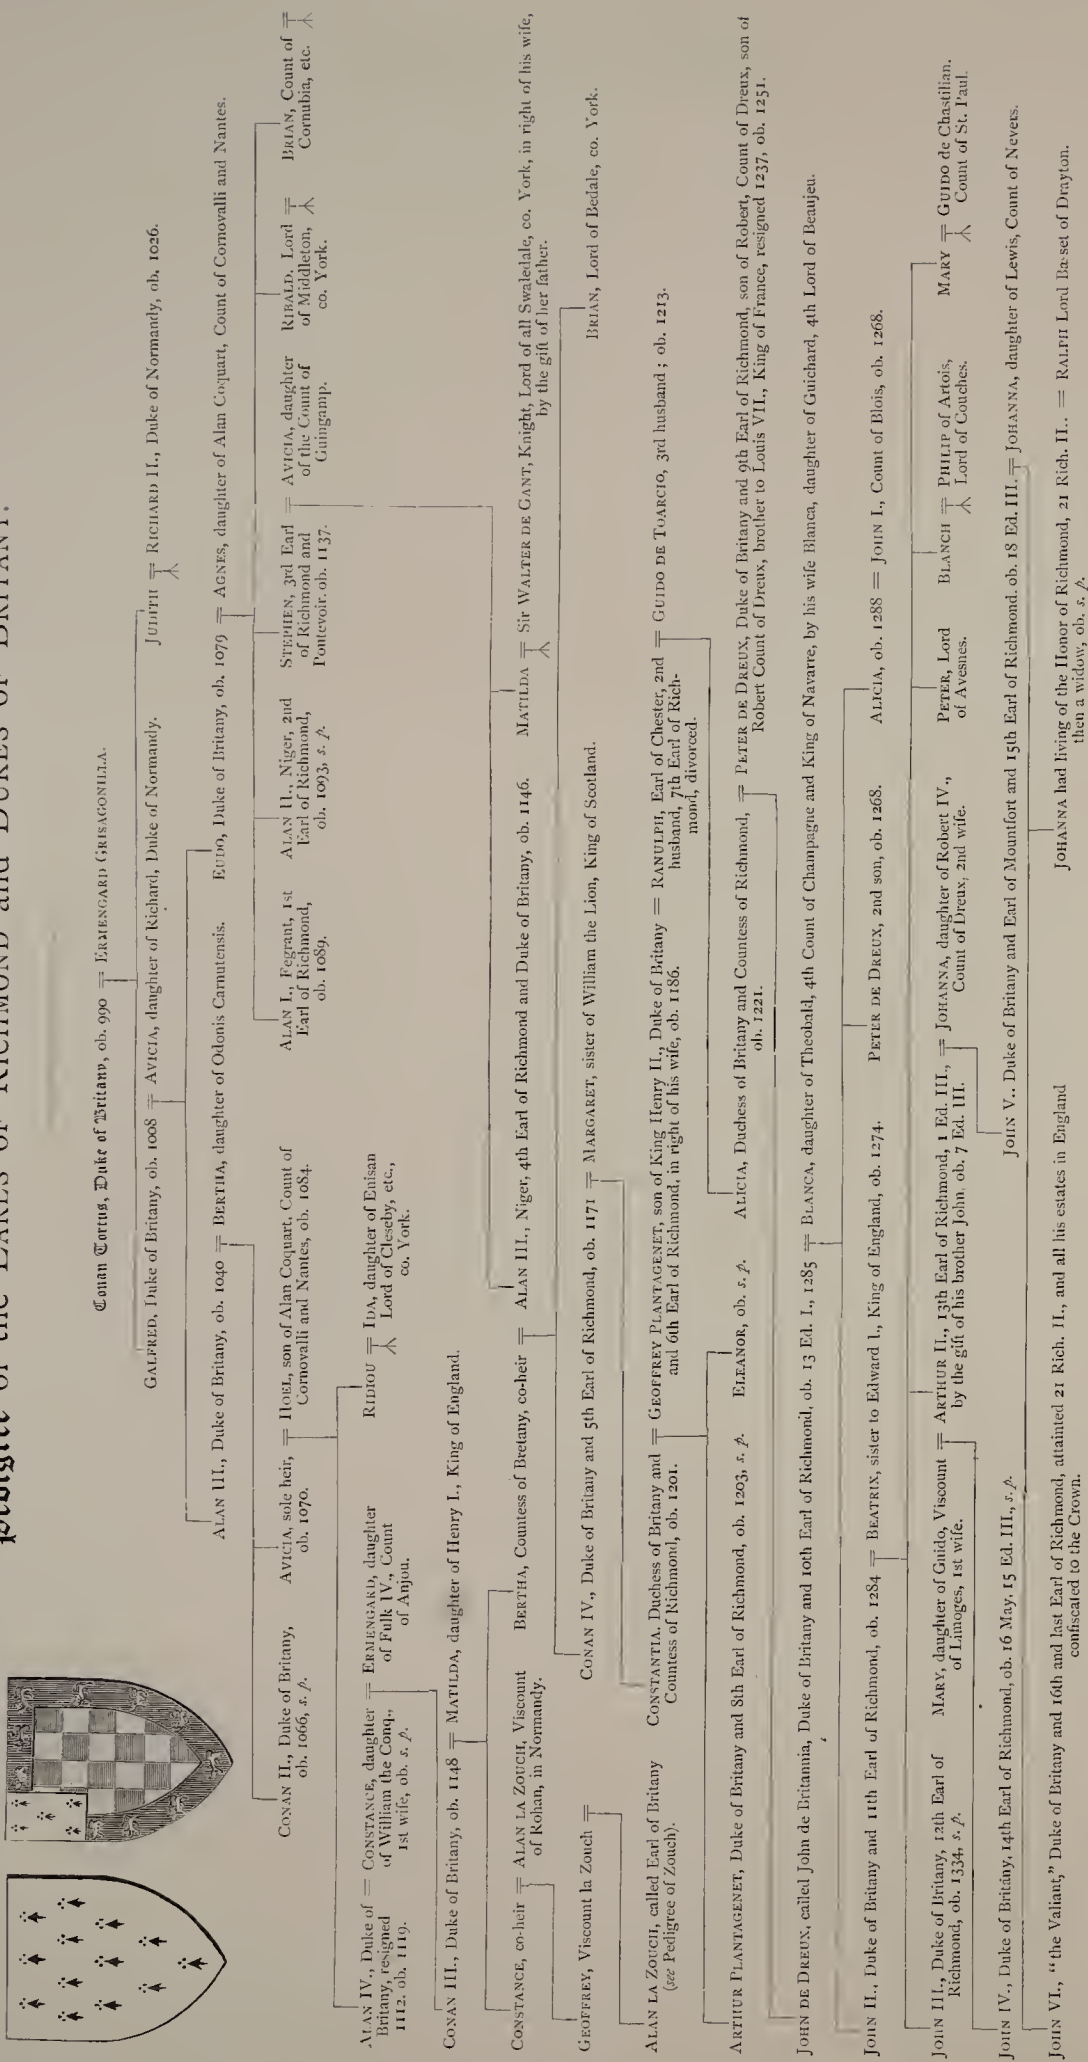 Pedigree of the EARLS OF RICHMOND and DUKES OF BRITANY.
Conan Tortus, Duke of Britany, ob. 990 = ERMENGARD GRISAGONILLA.
GALFRED, Duke of Britany, ob. 1008 = AVICIA, daughter of Richard, Duke of Normandy.
JUDITH = RICHARD II., Duke of Normandy, ob. 1026.
ALAN III., Duke of Britany, ob. 1040 = BERTHA, daughter of Odonis Carnutensis.
EUDO, Duke of Britany, ob. 1079 = AGNES, daughter of Alan Coquart, Count of Cornovalli and Nantes.
CONAN II., Duke of Britany,
ob. 1066, s. p.
AVICIA, sole heir, =
ob. 1070.
HOEL, son of Alan Coquart, Count of
Cornovalli and Nantes, ob. 1084.
ALAN I., Fegrant, 1st
Earl of Richmond,
ob. 1089.
ALAN II., Niger, 2nd
Earl of Richmond,
ob. 1093, s. p.
STEPHEN, 3rd Earl =
of Richmond and
Pontevoir. ob. 1137.
AVICIA, daughter
of the Count of
Guingamp.
RIBALD, Lord =
of Middleton,
co. York.
BRIAN, Count of =
Cornubia, etc.
ALAN IV., Duke of =
Britany, resigned
1112. ob. 1119.
CONSTANCE, daughter =
of William the Conq.,
1st wife, ob. s. p.
ERMENGARD, daughter
of Fulk IV., Count
of Anjou.
RIDIOU =
IDA, daughter of Enisan
Lord of Cleseby, etc.,
co. York.
CONAN III., Duke of Britany, ob. 1148 = MATILDA, daughter of Henry I., King of England.
CONSTANCE, co-heir =
ALAN LA ZOUCH, Viscount
of Rohan, in Normandy.
BERTHA, Countess of Bretany, co-heir = ALAN III., Niger, 4th Earl of Richmond and Duke of Britany, ob. 1146.
MATILDA = Sir WALTER DE GANT, Knight, Lord of all Swaledale, co. York, in right of his wife,
by the gift of her father.
GEOFFREY, Viscount la Zouch =
CONAN IV., Duke of Britany and 5th Earl of Richmond, ob. 1171 = MARGARET, sister of William the Lion, King of Scotland.
BRIAN, Lord of Bedale, co. York.
ALAN LA ZOUCH, called Earl of Britany
(see Pedigree of Zouch).
CONSTANTIA, Duchess of Britany and =
Countess of Richmond, ob. 1201.
GEOFFREY PLANTAGENET, son of King Henry II., Duke of Britany =
and 6th Earl of Richmond, in right of his wife, ob. 1186.
RANULPH, Earl of Chester, 2nd =
husband, 7th Earl of Rich-
mond, divorced.
GUIDO DE TOARCIO, 3rd husband; ob. 1213.
ARTHUR PLANTAGENET, Duke of Britany and 8th Earl of Richmond, ob. 1203, s. p.
ELEANOR, ob. s. p.
ALICIA, Duchess of Britany and Countess of Richmond, =
ob. 1221.
PETER DE DREUX, Duke of Britany and 9th Earl of Richmond, son of Robert, Count of Dreux, son of
Robert Count of Dreux, brother to Louis VII., King of France, resigned 1237, ob. 1251.
JOHN DE DREUX, called John de Britannia, Duke of Britany and 10th Earl of Richmond, ob. 13 Ed. I., 1285 = BLANCA, daughter of Theobald, 4th Count of Champagne and King of Navarre, by his wife Blanca, daughter of Guichard, 4th Lord of Beaujeu.
JOHN II., Duke of Britany and 11th Earl of Richmond, ob. 1284 = BEATRIX, sister to Edward I., King of England, ob. 1274.
PETER DE DREUX, 2nd son, ob. 1268.
ALICIA, ob. 1288 = JOHN I., Count of Blois, ob. 1268.
JOHN III., Duke of Britany, 12th Earl of
Richmond, ob. 1334, s. p.
MARY, daughter of Guido, Viscount =
of Limoges, 1st wife.
ARTHUR II., 13th Earl of Richmond, 1 Ed. III., =
by the gift of his brother John, ob. 7 Ed. III.
JOHANNA, daughter of Robert IV.,
Count of Dreux, 2nd wife.
PETER, Lord
of Avesnes.
BLANCH =
PHILIP of Artois,
Lord of Couches.
MARY =
GUIDO de Chastilian,
Count of St. Paul.
JOHN IV., Duke of Britany, 14th Earl of Richmond, ob. 16 May, 15 Ed. III., s. p.
JOHN V., Duke of Britany and Earl of Mountfort and 15th Earl of Richmond. ob. 18 Ed. III. = JOHANNA, daughter of Lewis, Count of Nevers.
JOHN VI., "the Valiant," Duke of Britany and 16th and last Earl of Richmond, attainted 21 Rich. II., and all his estates in England
confiscated to the Crown.
JOHANNA had living of the Honor of Richmond, 21 Rich. II.. = RALPH Lord Basset of Drayton.
then a widow, ob. s. p.